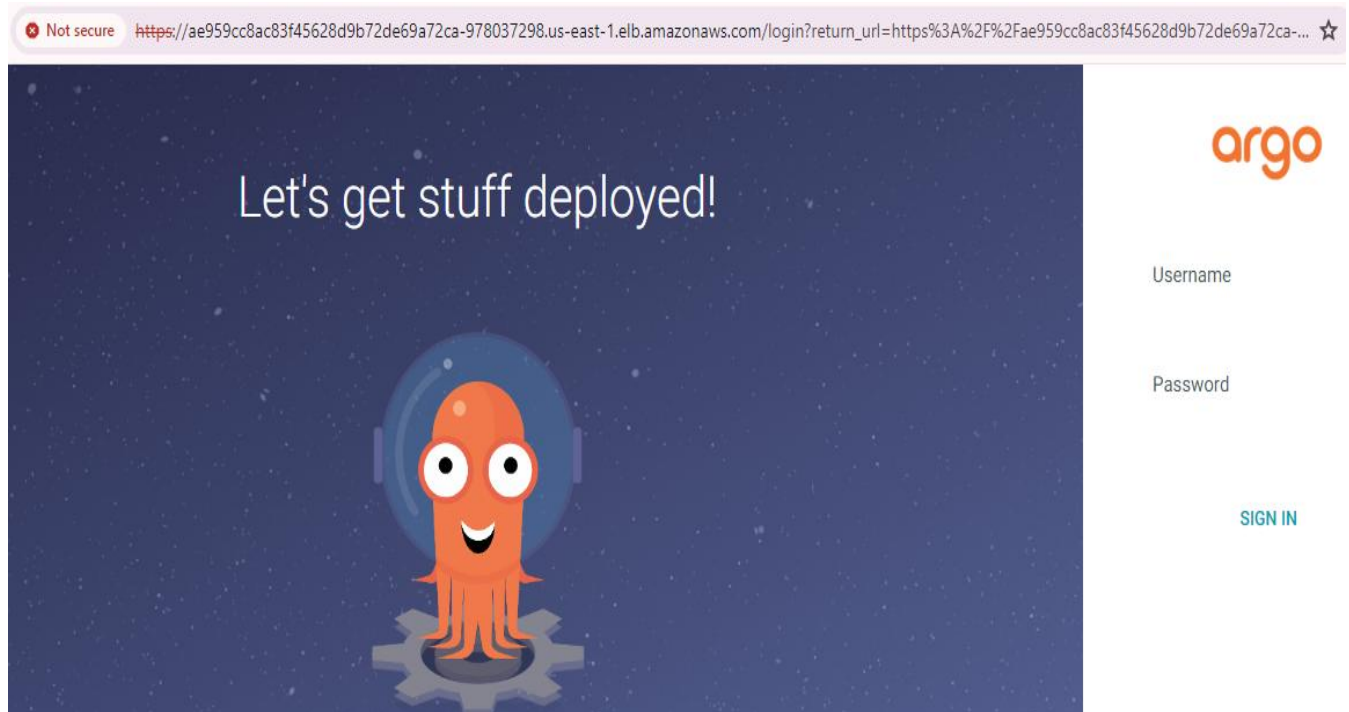 Not secure https://ae959cc8ac83f45628d9b72de69a72ca-978037298.us-east-1.elb.amazonaws.com/login?return_url=https%3A%2F%2Fae959cc8ac83f45628d9b72de69a72ca-...
argo
Let's get stuff deployed!
Username
Password
SIGN IN